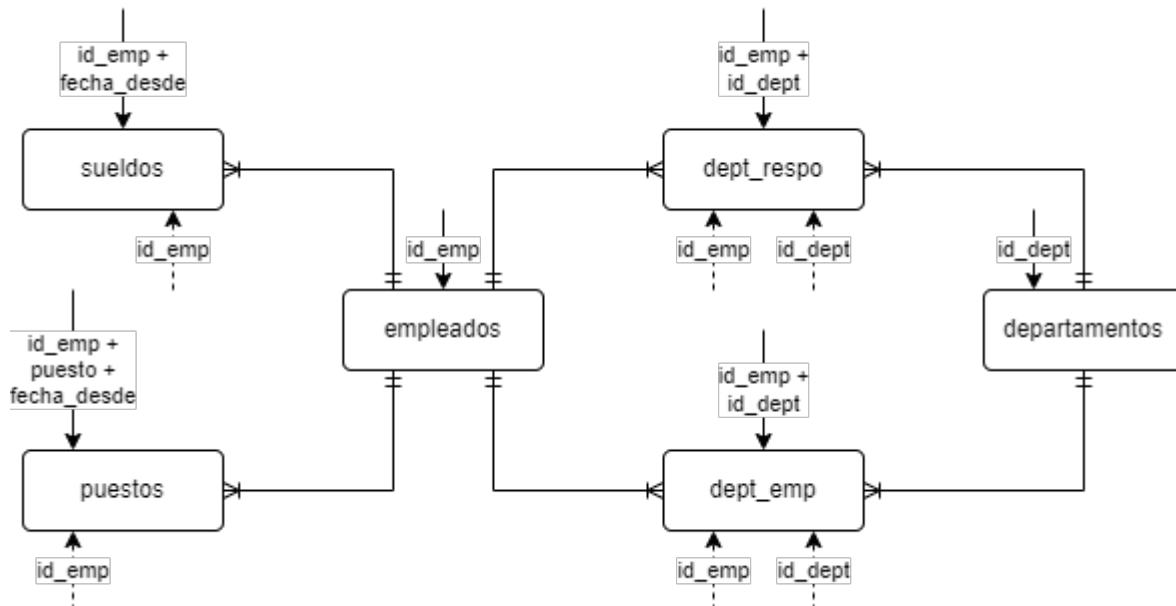 id_emp +
fecha_desde
sueldos
id_emp
id_emp +
puesto +
fecha_desde
puestos
id_emp
id_emp
empleados
id_emp +
id_dept
dept_respo
id_emp
id_dept
id_emp +
id_dept
dept_emp
id_emp
id_dept
id_dept
departamentos